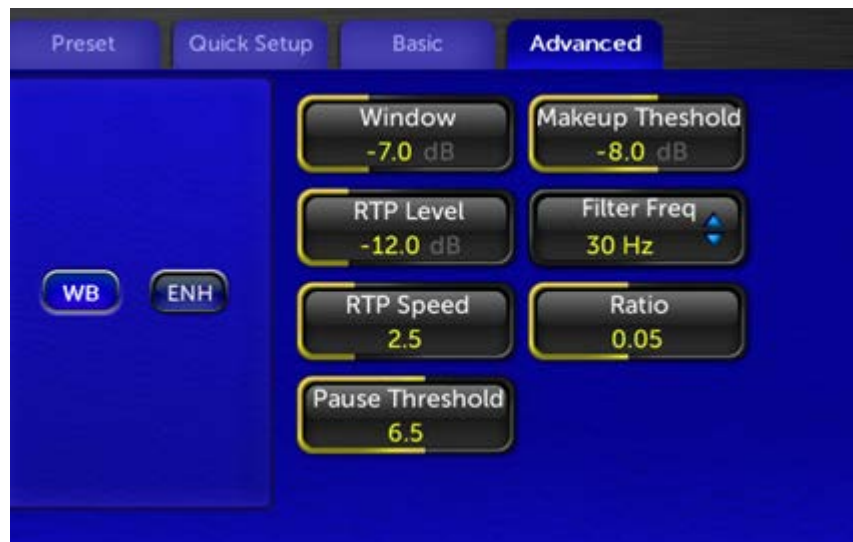 Preset Quick Setup Basic Advanced
Window Makeup Theshold
-7.0 dB -8.0 dB
RTP Level Filter Freq
-12.0 dB 30 Hz
WB ENH
RTP Speed Ratio
2.5 0.05
Pause Threshold
6.5